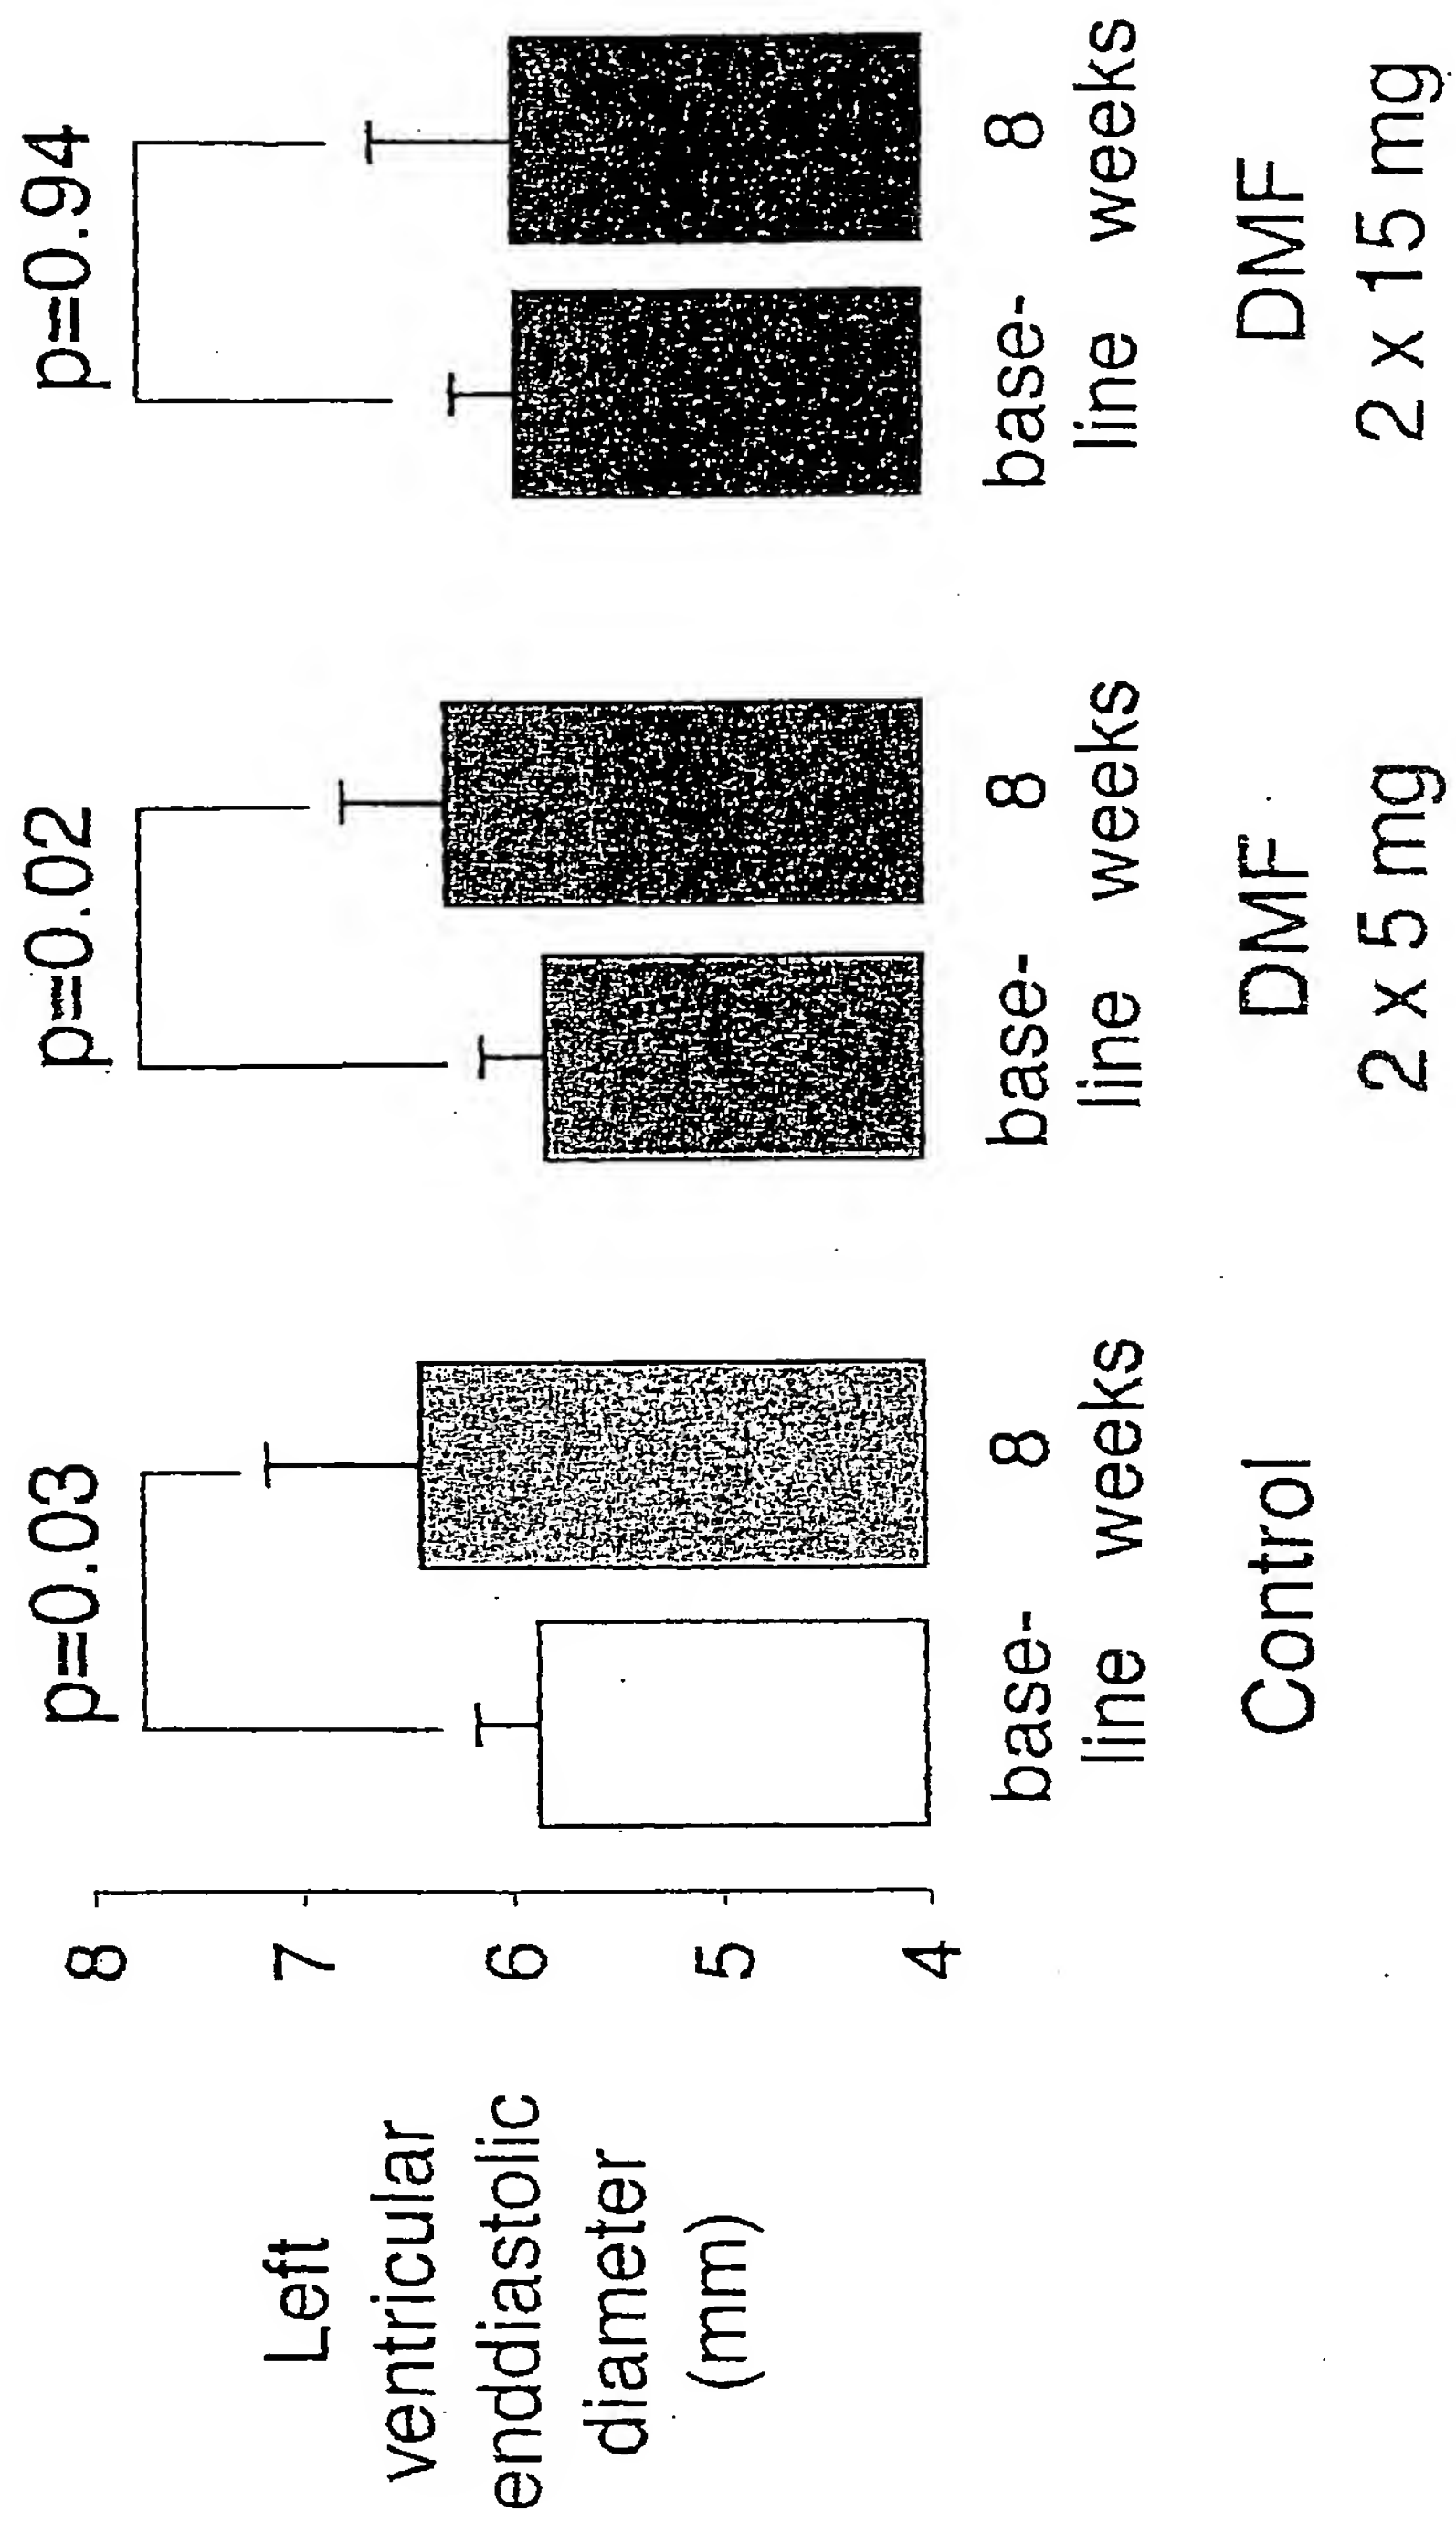 Left
ventricular
enddiastolic
diameter
(mm)
8
7
6
5
4
p=0.03
p=0.02
p=0.94
base-
line
8
weeks
base-
line
8
weeks
base-
line
8
weeks
Control
DMF
2 x 5 mg
DMF
2 x 15 mg